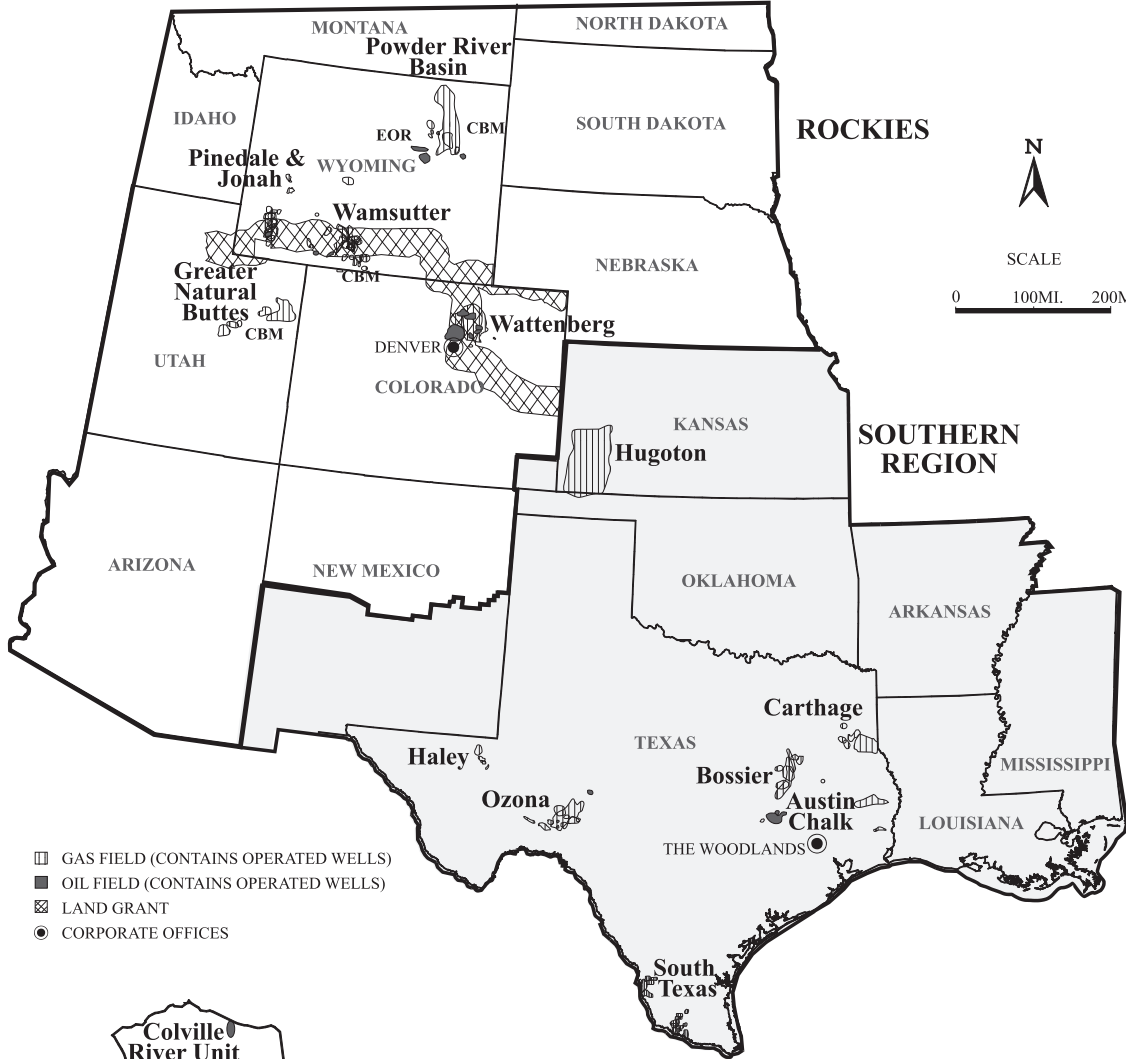 MONTANA
NORTH DAKOTA
Powder River
Basin
IDAHO
EOR
CBM
SOUTH DAKOTA
ROCKIES
N
Pinedale &
Jonah
WYOMING
Wamsutter
SCALE
0 100MI. 200M
CBM
NEBRASKA
Greater
Natural
Buttes
CBM
Wattenberg
DENVER
UTAH
COLORADO
KANSAS
SOUTHERN
REGION
Hugoton
ARIZONA
NEW MEXICO
OKLAHOMA
ARKANSAS
Carthage
Haley
TEXAS
Bossier
MISSISSIPPI
Ozona
Austin
Chalk
LOUISIANA
THE WOODLANDS
GAS FIELD (CONTAINS OPERATED WELLS)
OIL FIELD (CONTAINS OPERATED WELLS)
LAND GRANT
CORPORATE OFFICES
South
Texas
Colville
River Unit